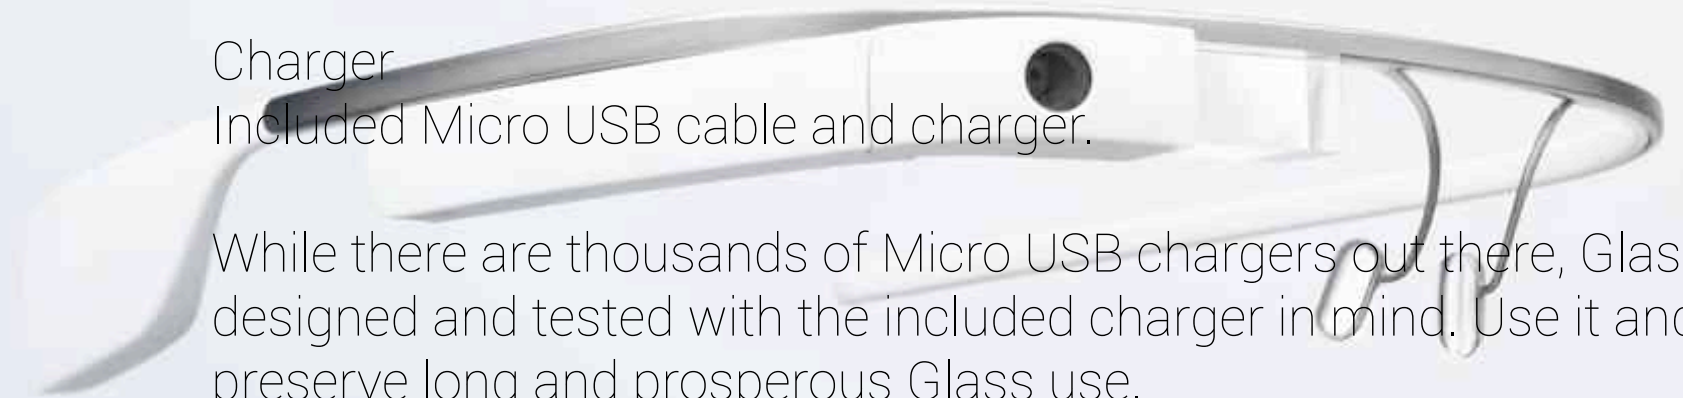 Charger
Included Micro USB cable and charger.
While there are thousands of Micro USB chargers out there, Glas
designed and tested with the included charger in mind. Use it and
preserve long and prosperous Glass use.